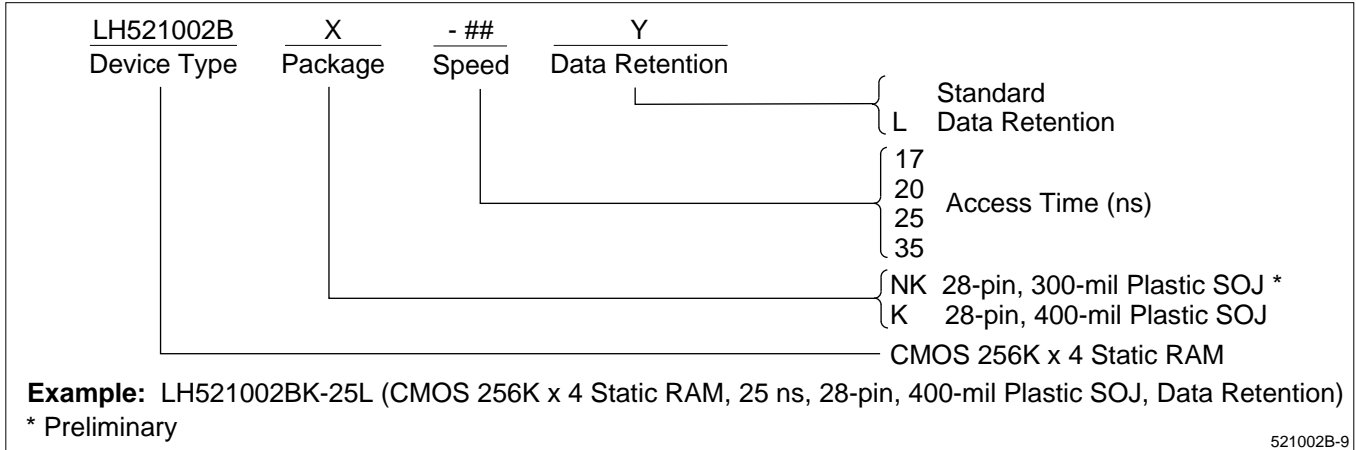 LH521002B X - ## Y
Device Type Package Speed Data Retention
Standard
L Data Retention
17
20
25
35
Access Time (ns)
NK 28-pin, 300-mil Plastic SOJ *
K 28-pin, 400-mil Plastic SOJ
CMOS 256K x 4 Static RAM
Example: LH521002BK-25L (CMOS 256K x 4 Static RAM, 25 ns, 28-pin, 400-mil Plastic SOJ, Data Retention)
* Preliminary
521002B-9